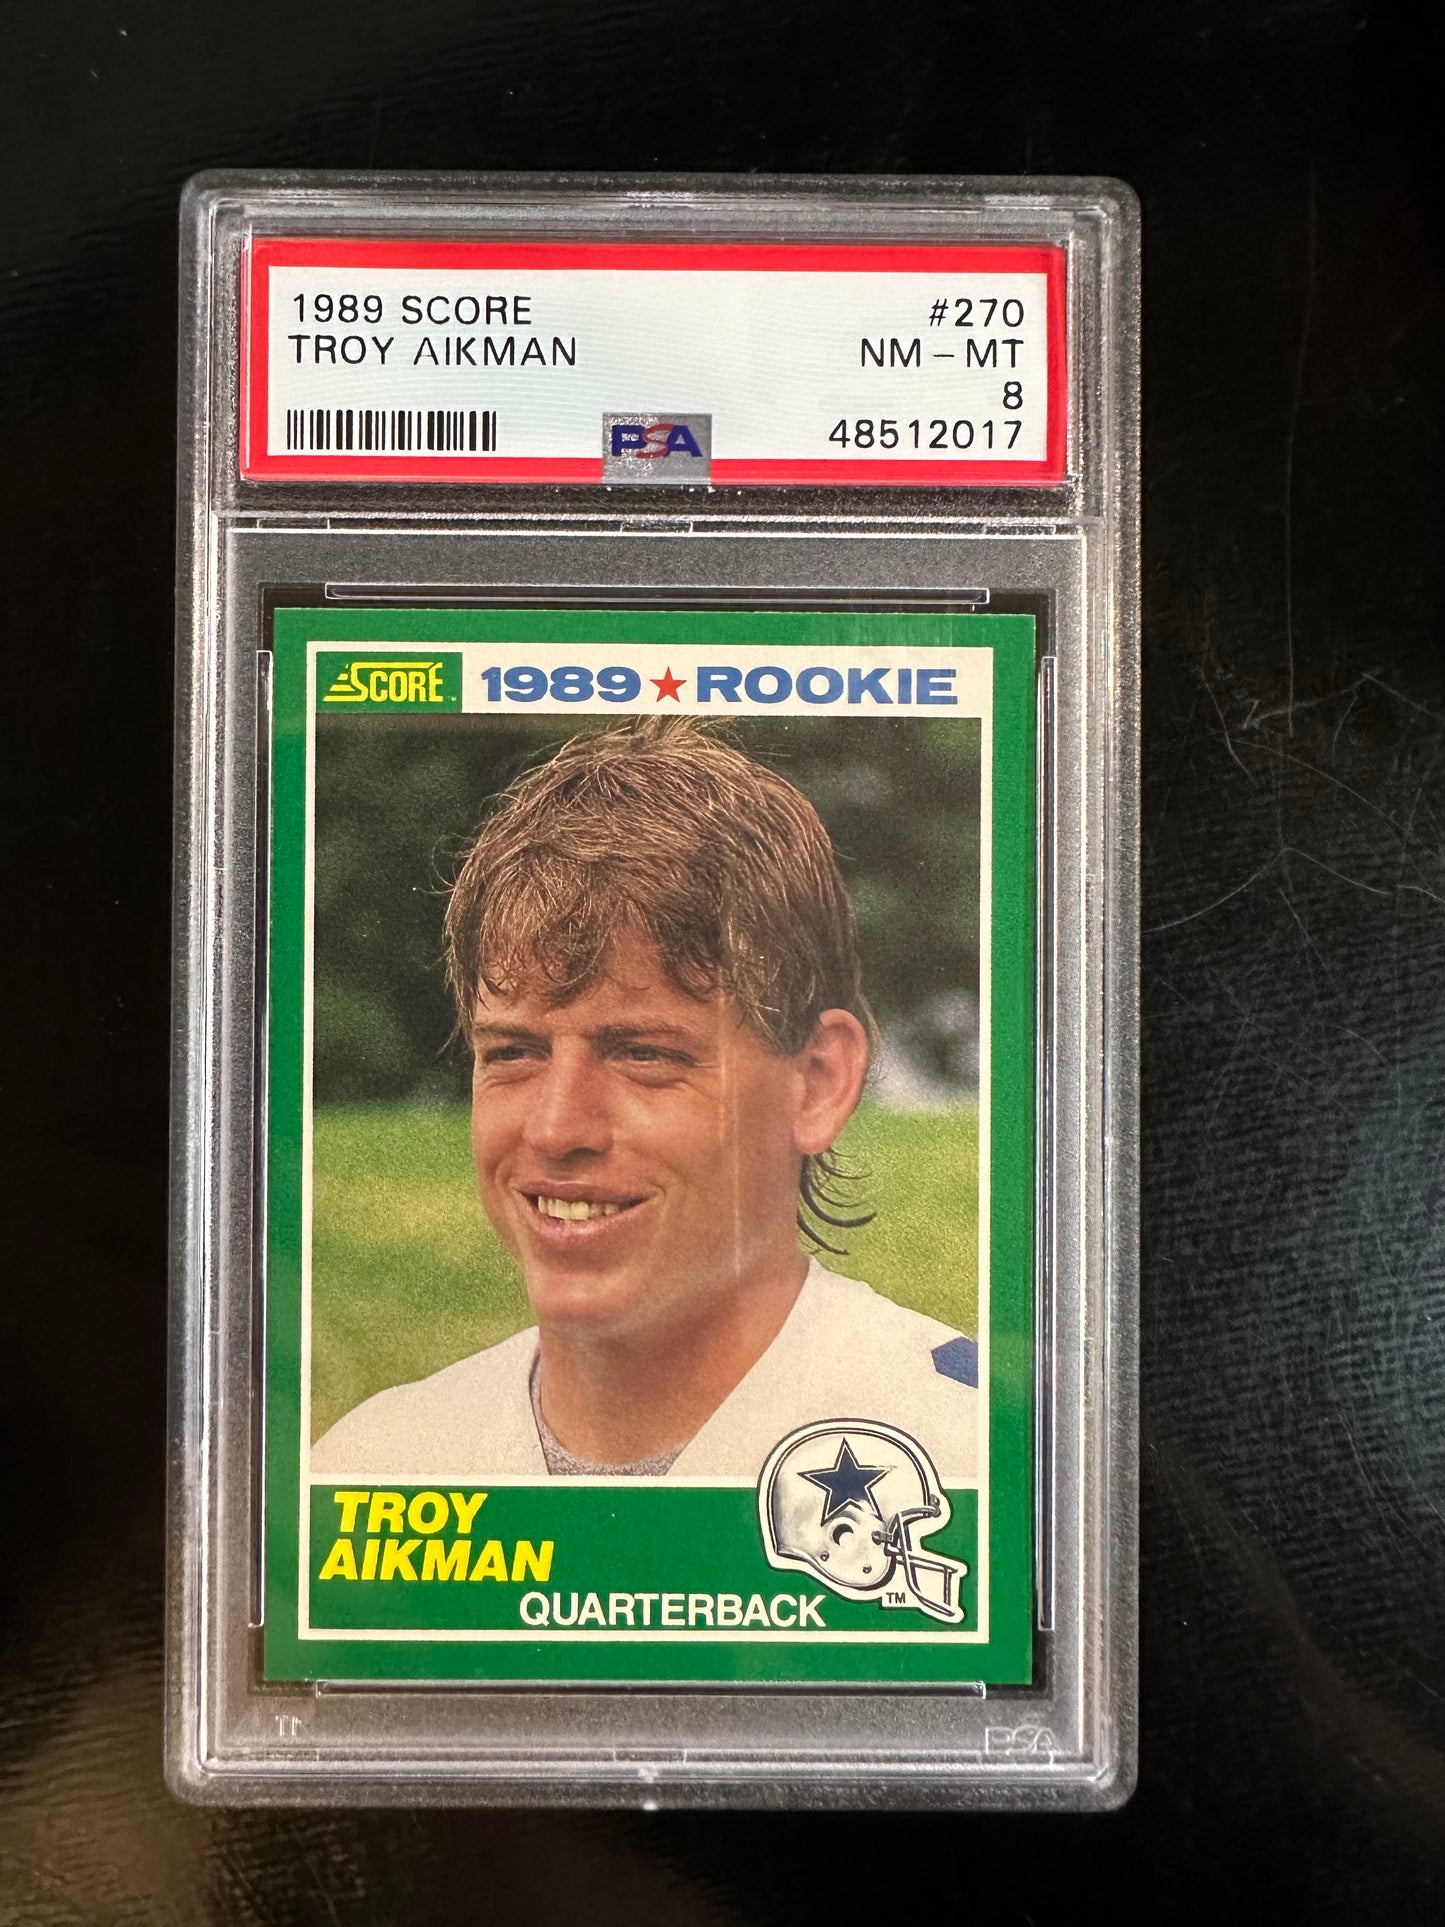 1989 SCORE #270
TROY AIKMAN NM - MT
8
PSA 48512017
SCORE 1989 ROOKIE
TROY
AIKMAN
QUARTERBACK
TM
PSA